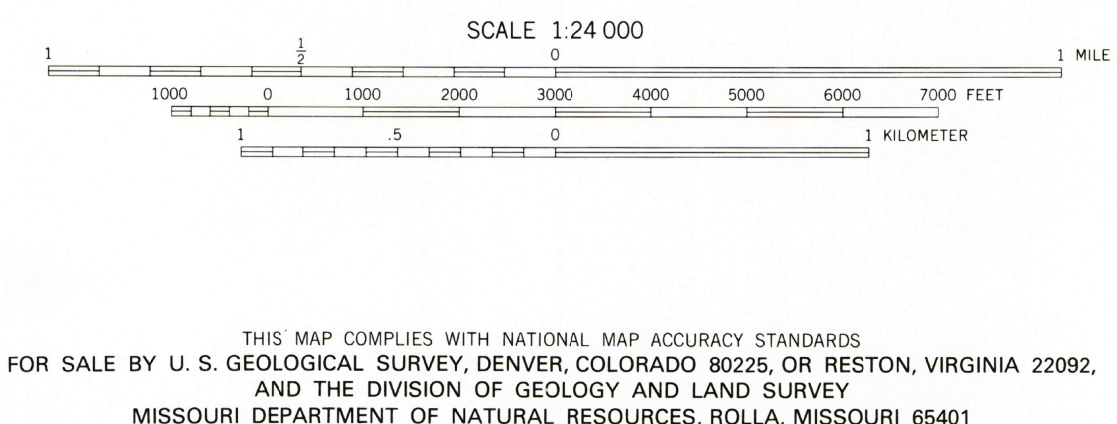 SCALE 1:24 000
1 1/2 0 1 MILE
1000 0 1000 2000 3000 4000 5000 6000 7000 FEET
1 .5 0 1 KILOMETER
THIS MAP COMPLIES WITH NATIONAL MAP ACCURACY STANDARDS
FOR SALE BY U. S. GEOLOGICAL SURVEY, DENVER, COLORADO 80225, OR RESTON, VIRGINIA 22092,
AND THE DIVISION OF GEOLOGY AND LAND SURVEY
MISSOURI DEPARTMENT OF NATURAL RESOURCES, ROLLA, MISSOURI 65401